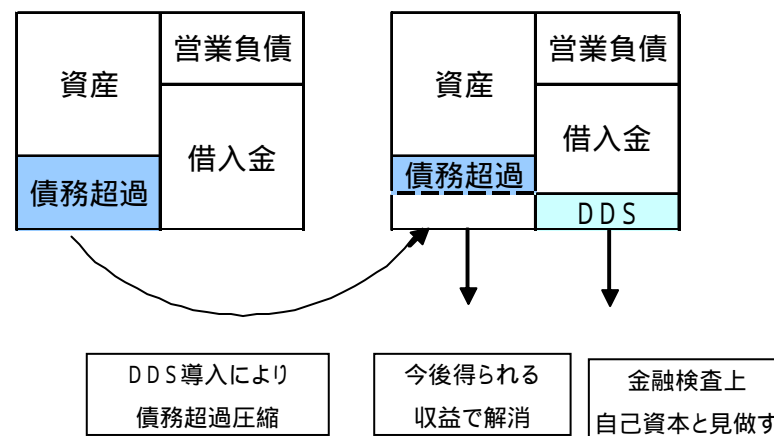 資産
営業負債
借入金
債務超過
資産
営業負債
借入金
債務超過
DDS
DDS導入により
債務超過圧縮
今後得られる
収益で解消
金融検査上
自己資本と見做す